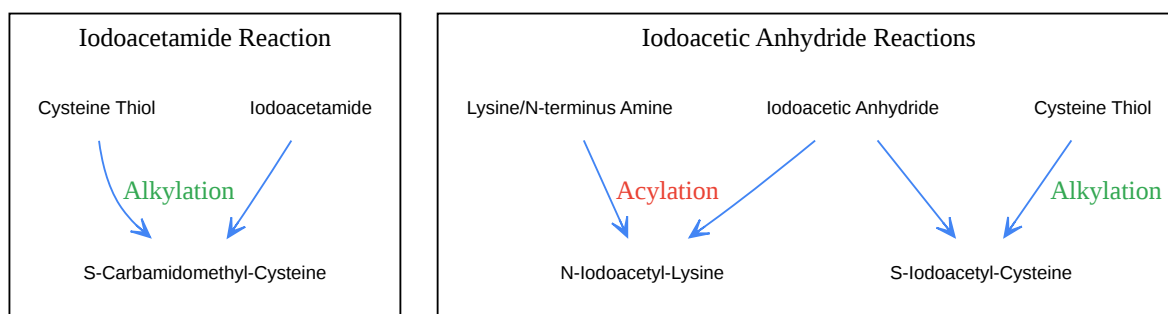 Iodoacetamide Reaction
Cysteine Thiol
Iodoacetamide
Alkylation
S-Carbamidomethyl-Cysteine
Iodoacetic Anhydride Reactions
Lysine/N-terminus Amine
Iodoacetic Anhydride
Cysteine Thiol
Acylation
Alkylation
N-Iodoacetyl-Lysine
S-Iodoacetyl-Cysteine